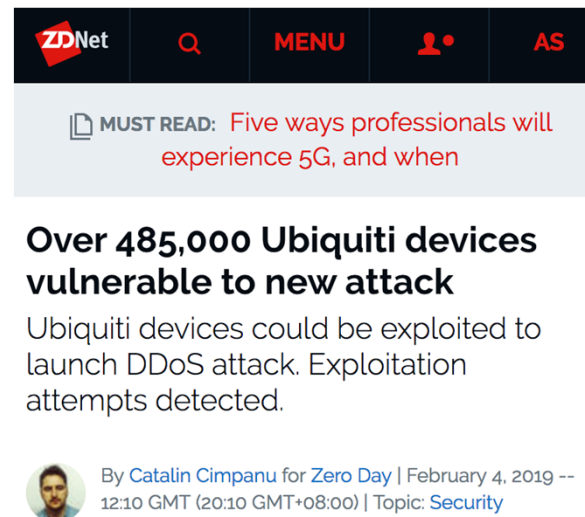 ZDNet MENU AS
MUST READ: Five ways professionals will
experience 5G, and when
Over 485,000 Ubiquiti devices
vulnerable to new attack
Ubiquiti devices could be exploited to
launch DDoS attack. Exploitation
attempts detected.
By Catalin Cimpanu for Zero Day | February 4, 2019 --
12:10 GMT (20:10 GMT+08:00) | Topic: Security